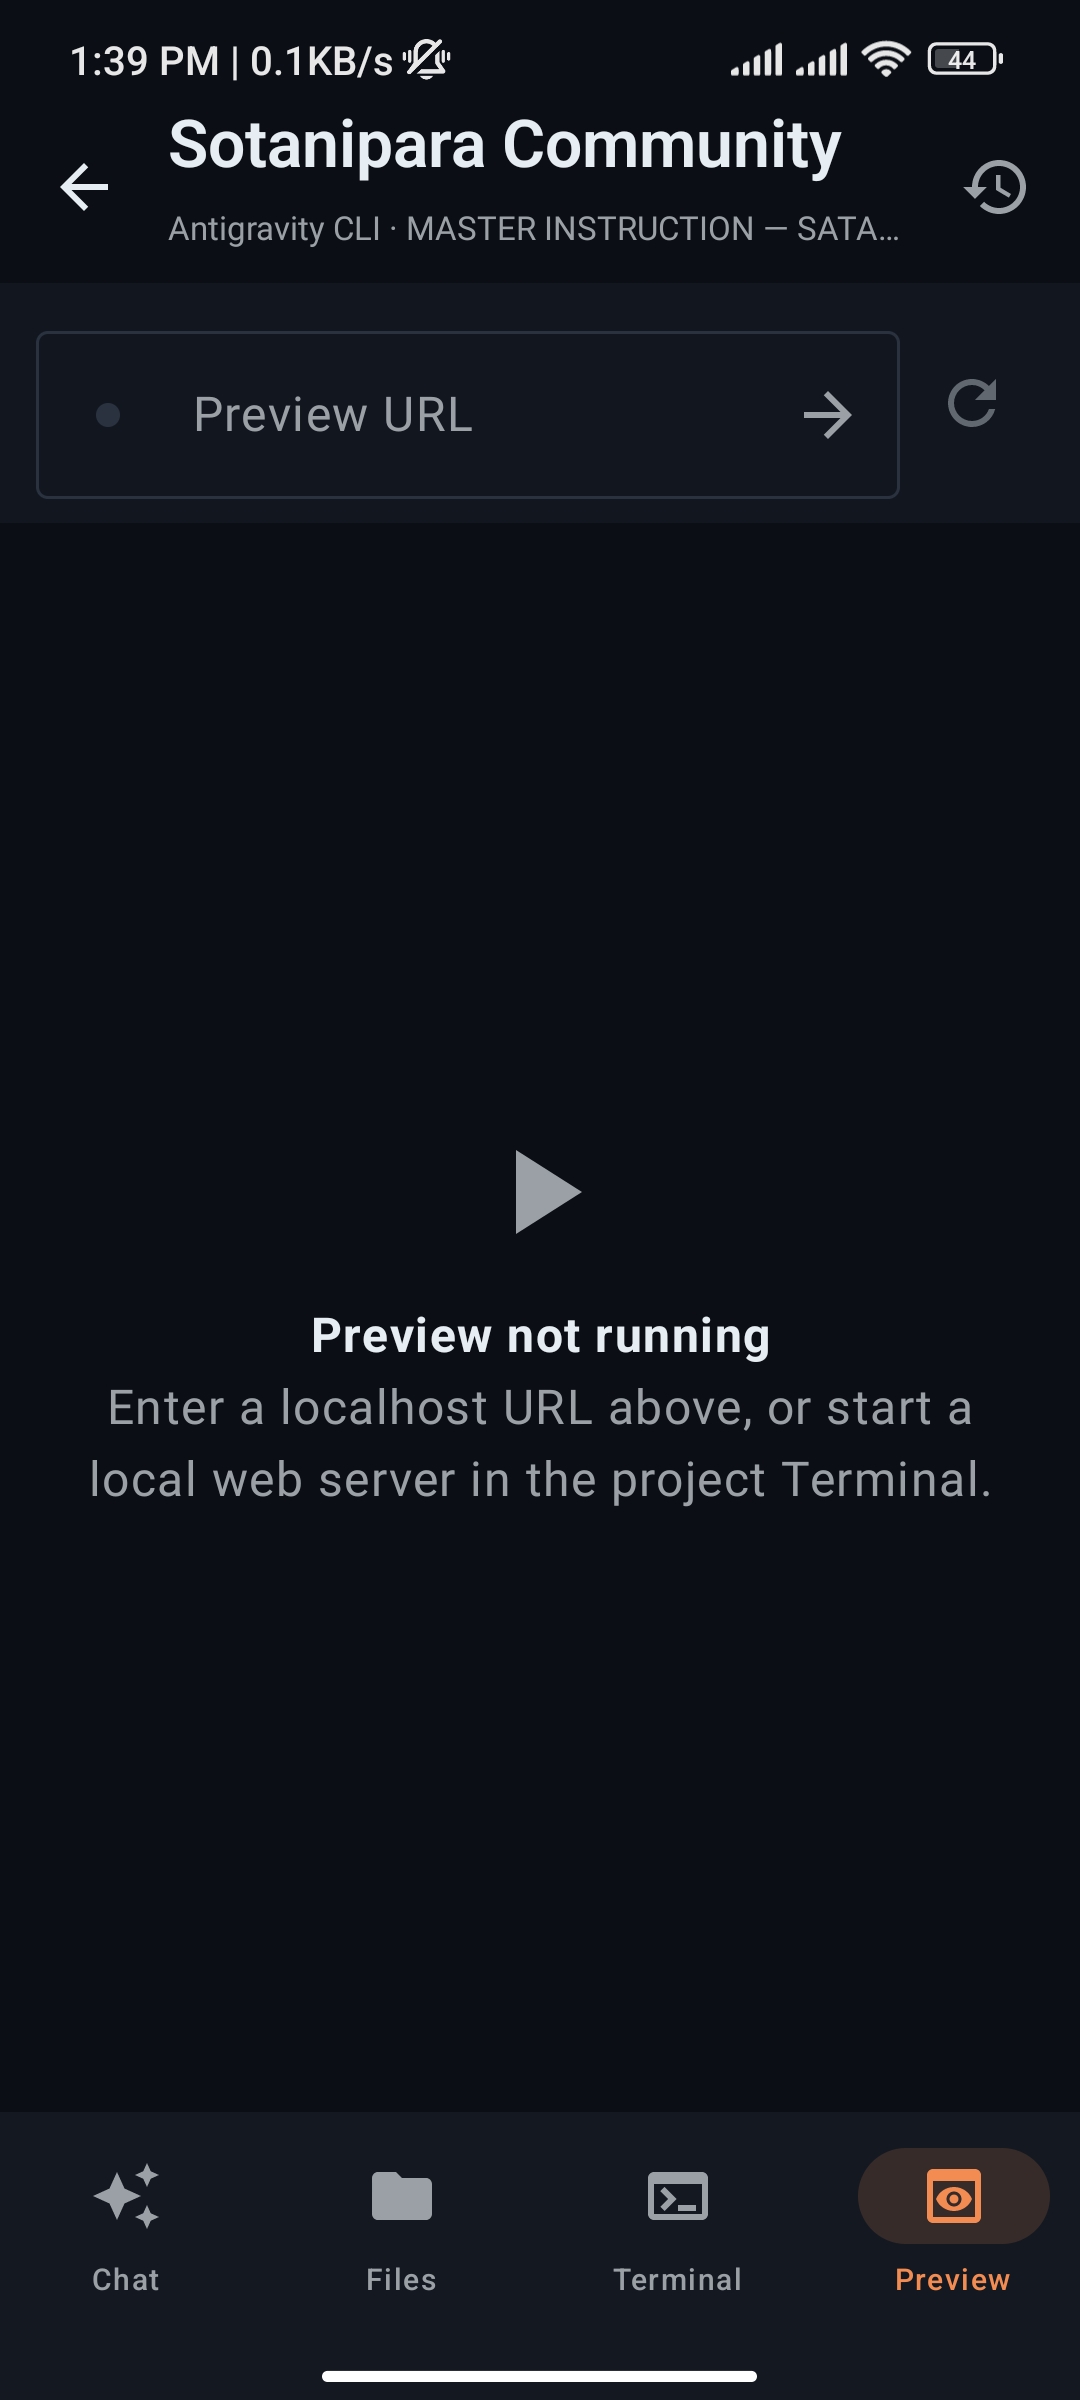 1:39 PM | 0.1KB/s 44
Sotanipara Community
Antigravity CLI · MASTER INSTRUCTION — SATA...
Preview URL
Preview not running
Enter a localhost URL above, or start a
local web server in the project Terminal.
Chat Files Terminal Preview